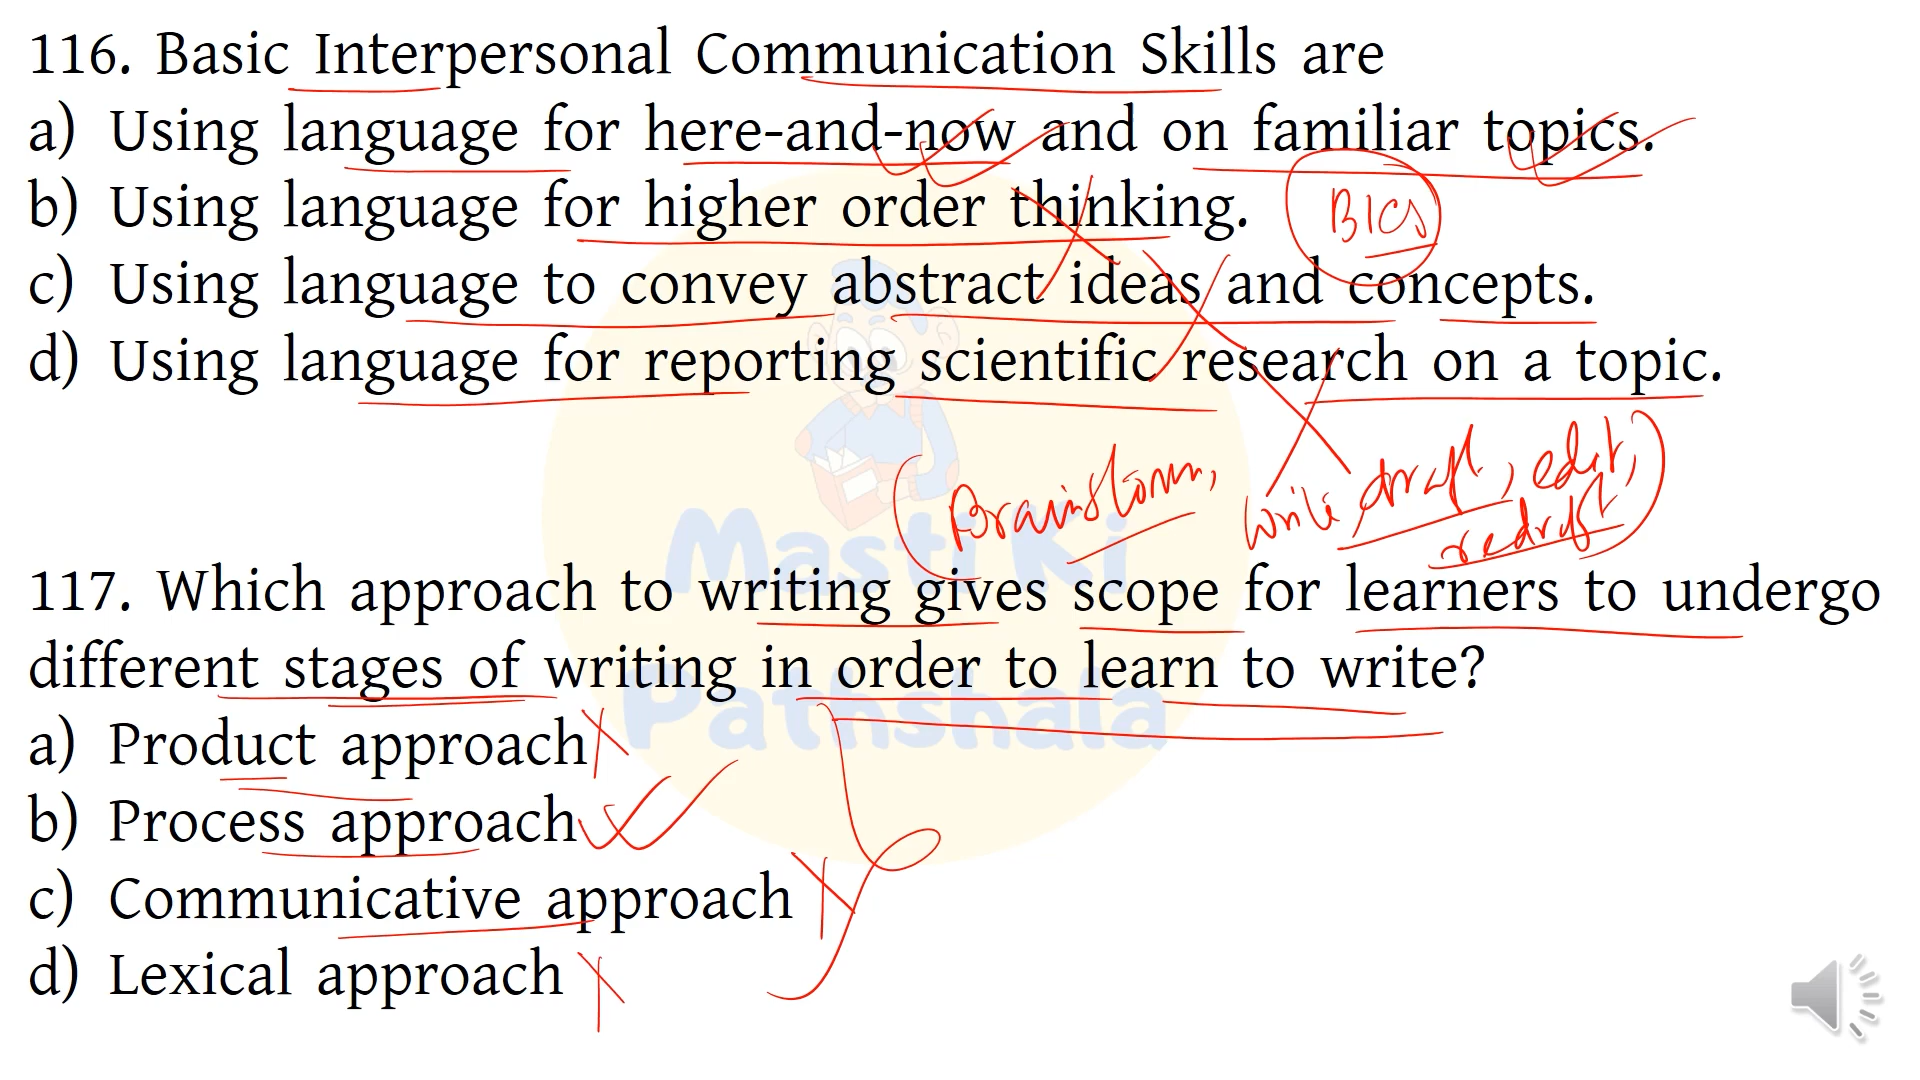 116. Basic Interpersonal Communication Skills are
a) Using language for here-and-now and on familiar topics.
b) Using language for higher order thinking.
BICS
c) Using language to convey abstract ideas and concepts.
d) Using language for reporting scientific research on a topic.
(Brainstorm, write draft, edit,
redraft)
Masti Ki
Pathshala
117. Which approach to writing gives scope for learners to undergo
different stages of writing in order to learn to write?
a) Product approach
b) Process approach
c) Communicative approach
d) Lexical approach